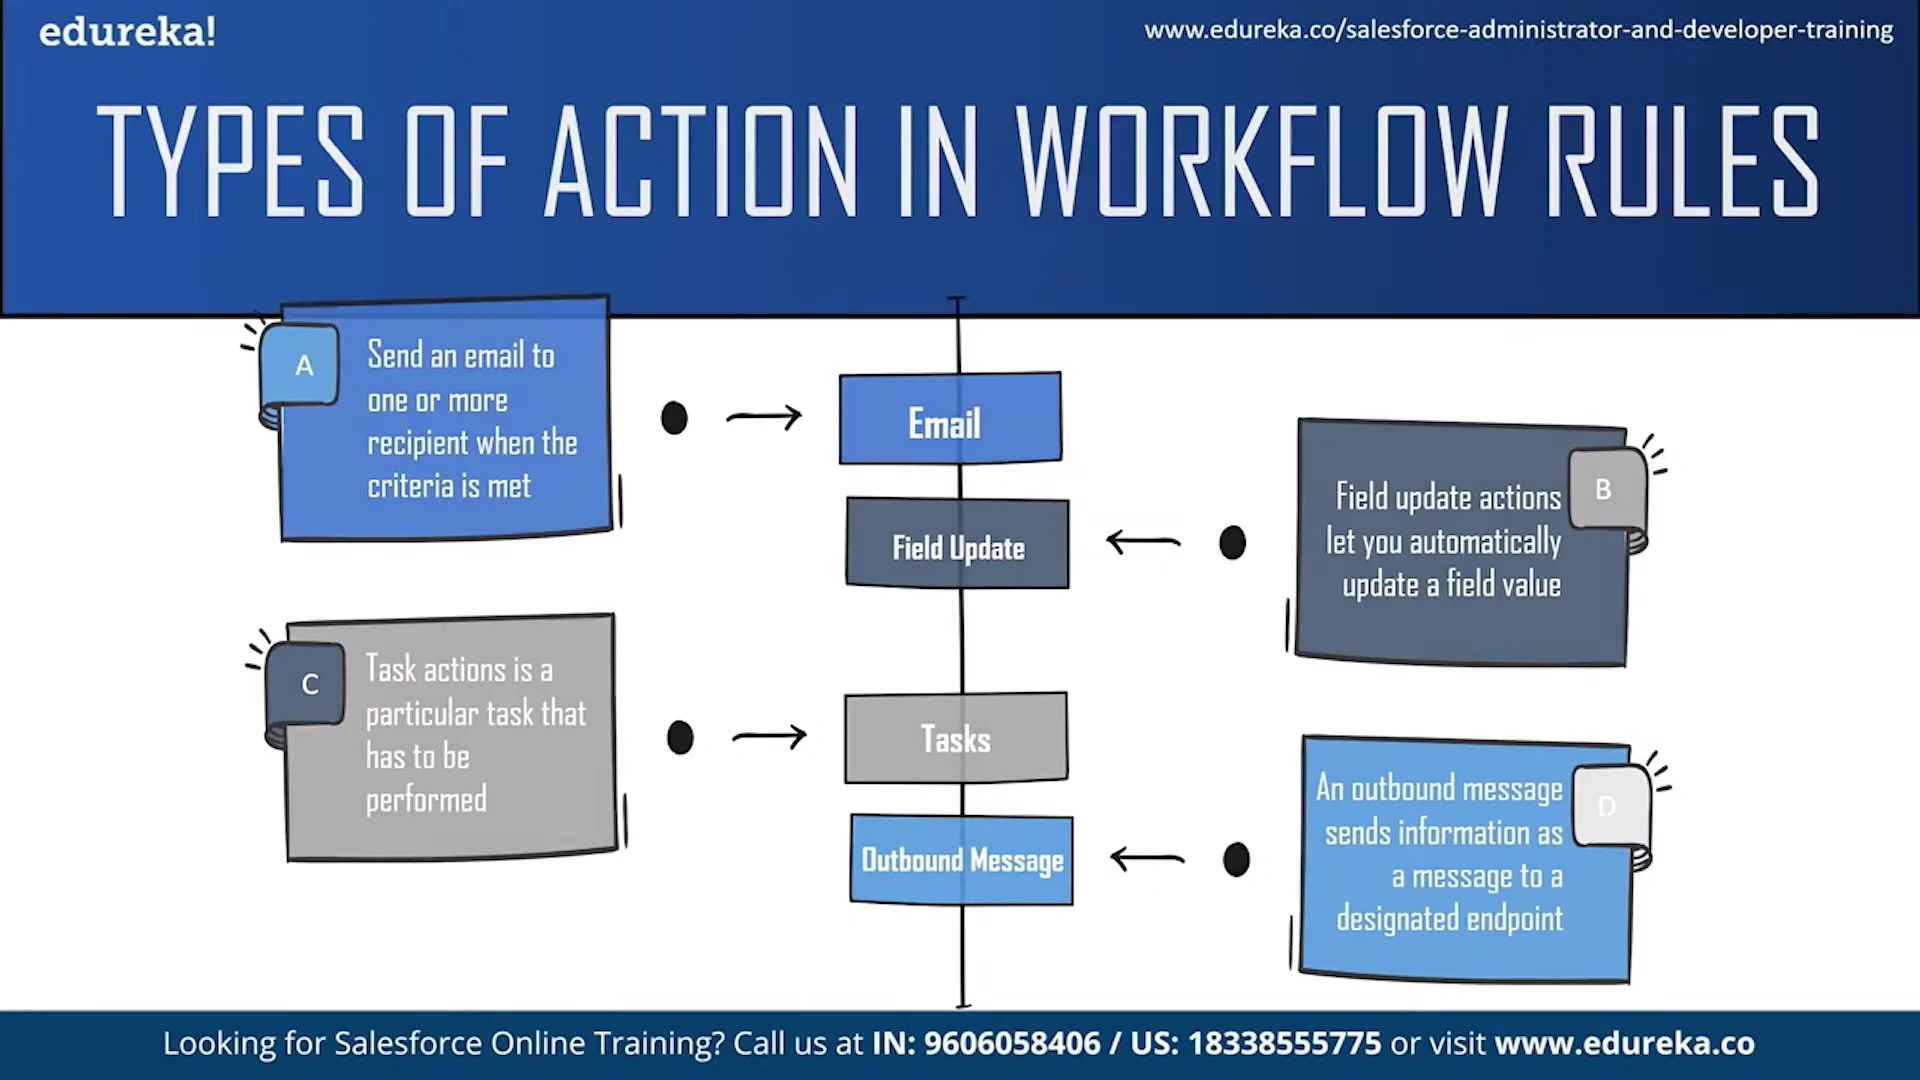 edureka!
www.edureka.co/salesforce-administrator-and-developer-training
TYPES OF ACTION IN WORKFLOW RULES
A
Send an email to
one or more
recipient when the
criteria is met
Email
Field Update
Field update actions
let you automatically
update a field value
B
C
Task actions is a
particular task that
has to be
performed
Tasks
Outbound Message
An outbound message
sends information as
a message to a
designated endpoint
D
Looking for Salesforce Online Training? Call us at IN: 9606058406 / US: 18338555775 or visit www.edureka.co